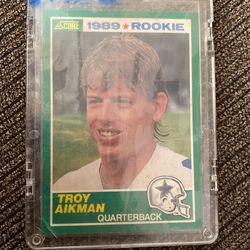 SCORE
1989 ★ ROOKIE
TROY
AIKMAN
QUARTERBACK